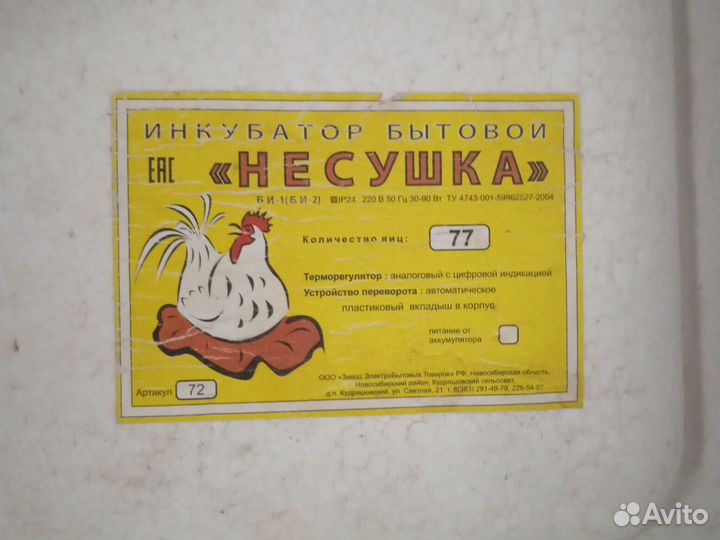 ИНКУБАТОР БЫТОВОЙ
ЕАС «НЕСУШКА»
БИ-1(БИ-2) IP24 220 В 50 Гц 30-90 Вт ТУ 4743-001-59962527-2004
Количество яиц: 77
Терморегулятор : аналоговый с цифровой индикацией
Устройство переворота : автоматическое
пластиковый вкладыш в корпусе
питание от
аккумулятора
ООО «Завод ЭлектроБытовых Товаров» РФ, Новосибирская область,
Новосибирский район, Кудряшовский сельсовет,
д.п. Кудряшовский, ул. Светлая, 21. т. 8(383) 291-48-79, 226-54-07
Артикул 72
Avito